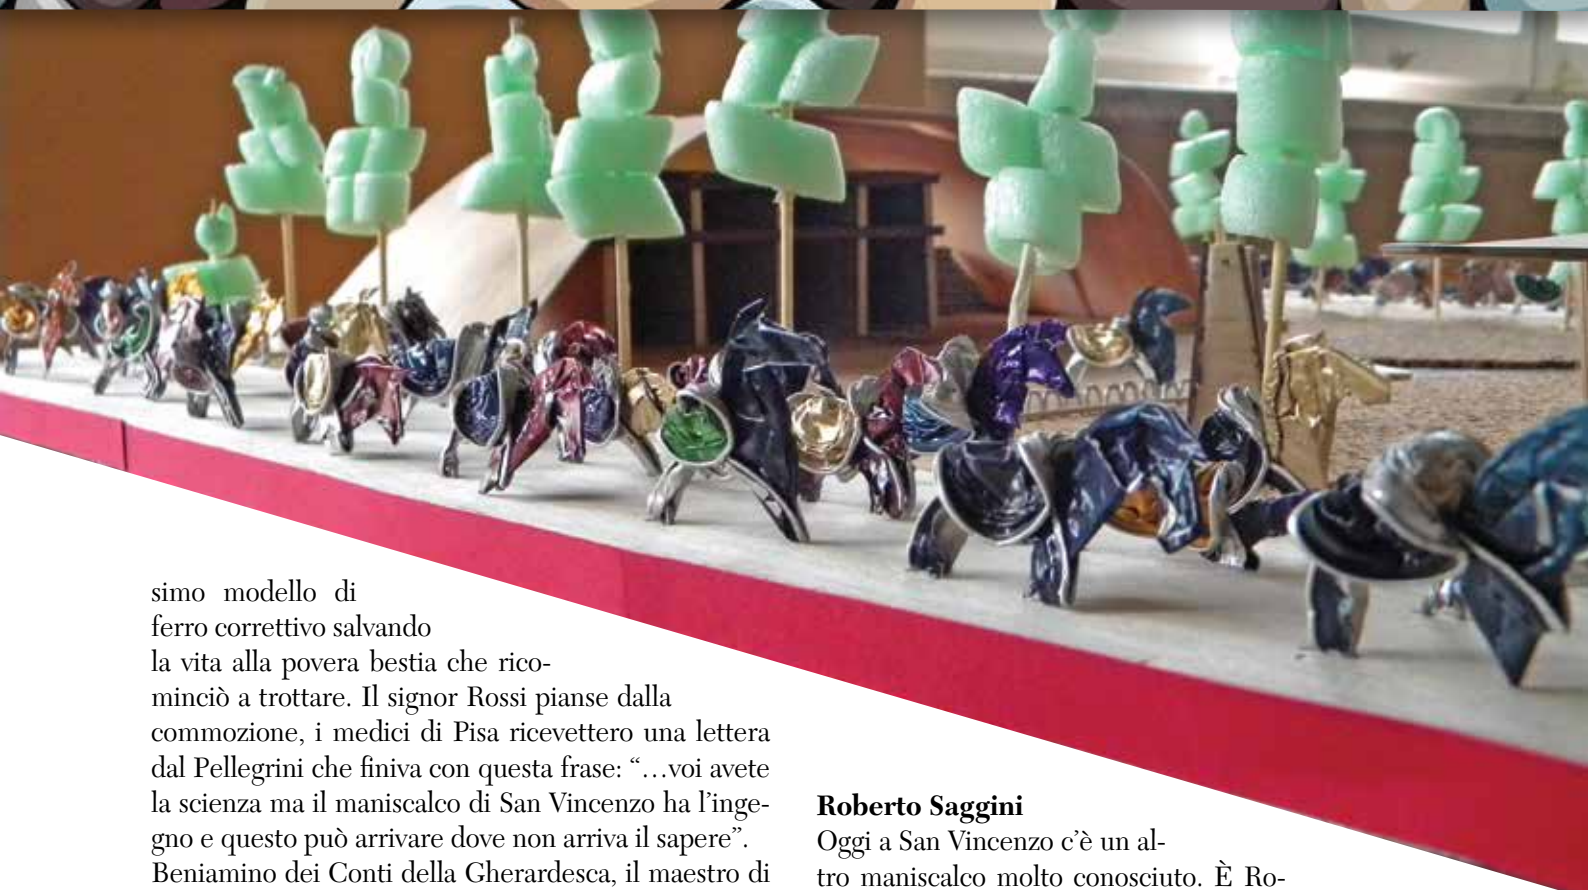 simo modello di
ferro correttivo salvando
la vita alla povera bestia che rico-
minciò a trottare. Il signor Rossi pianse dalla
commozione, i medici di Pisa ricevettero una lettera
dal Pellegrini che finiva con questa frase: “…voi avete
la scienza ma il maniscalco di San Vincenzo ha l’inge-
gno e questo può arrivare dove non arriva il sapere”.
Beniamino dei Conti della Gherardesca, il maestro di
Roberto Saggini
Oggi a San Vincenzo c’è un al-
tro maniscalco molto conosciuto. È Ro-